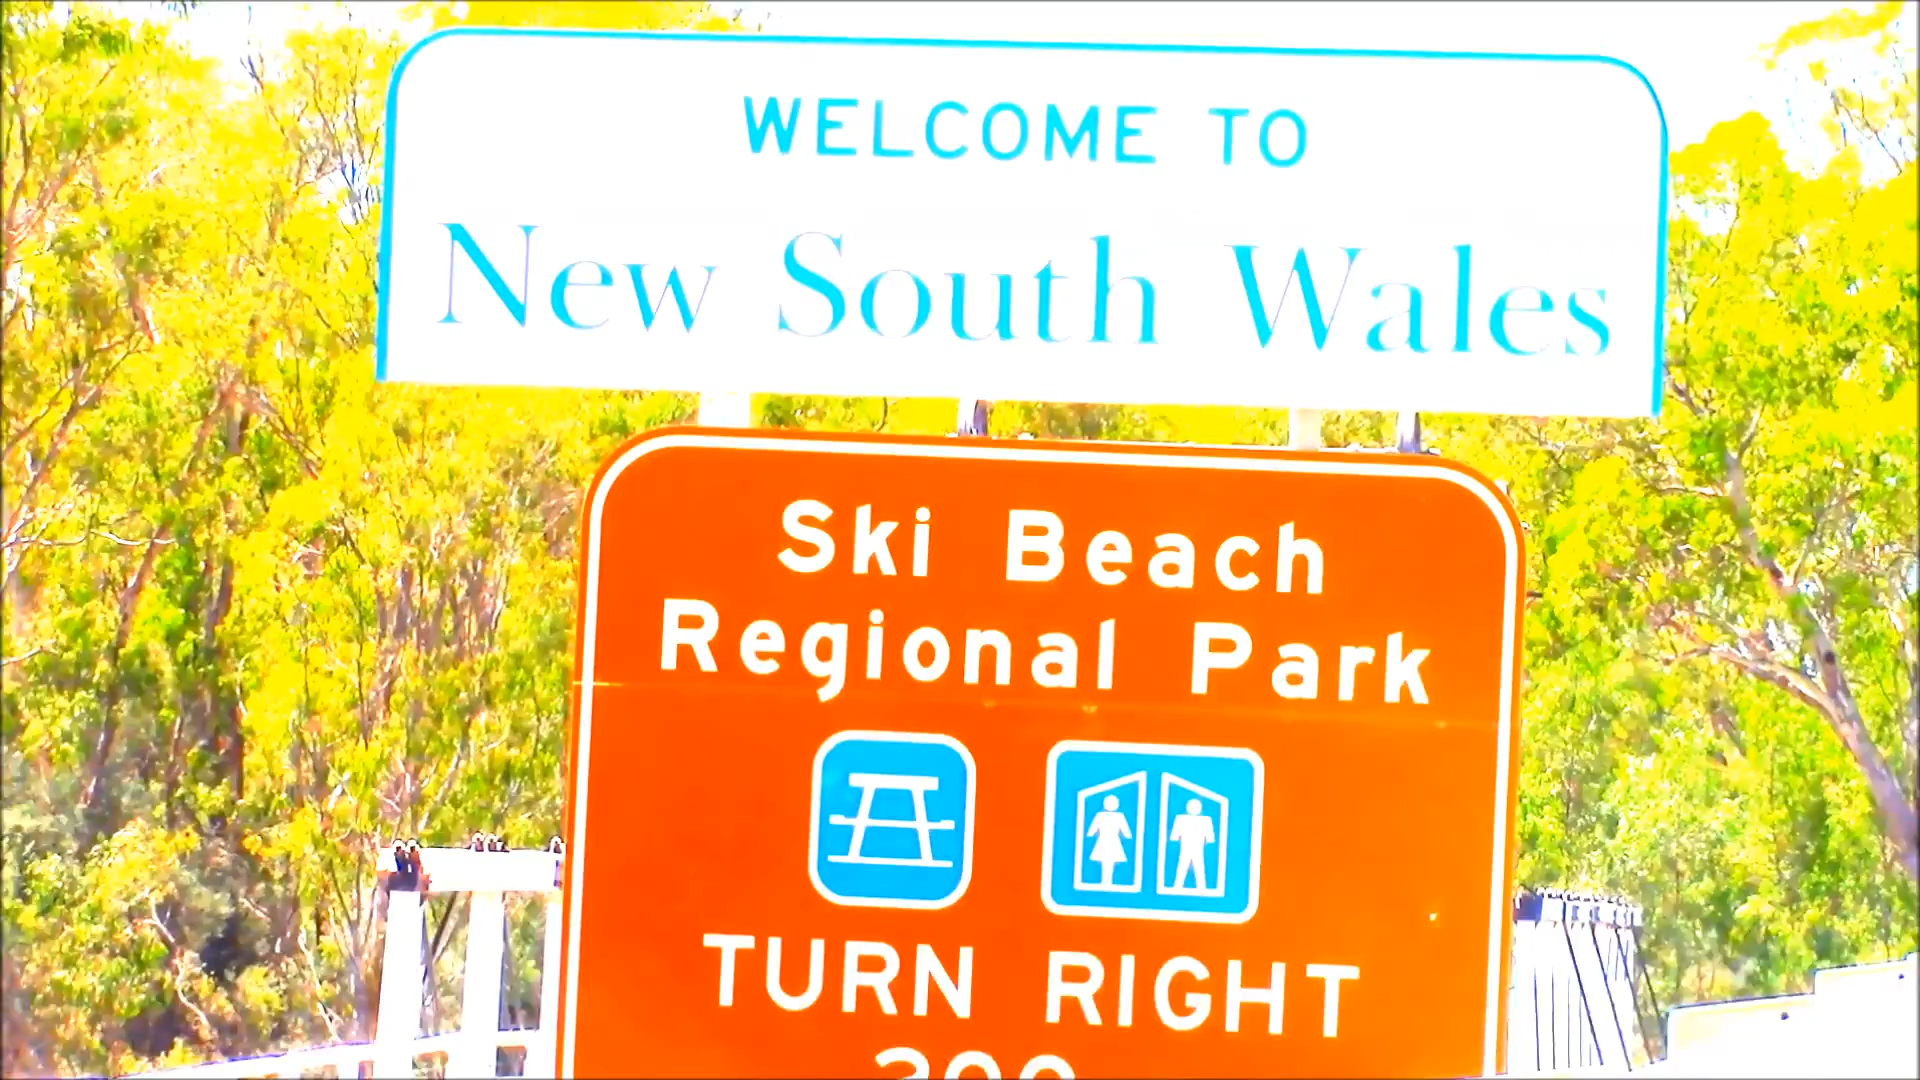 WELCOME TO
New South Wales
Ski Beach
Regional Park
TURN RIGHT